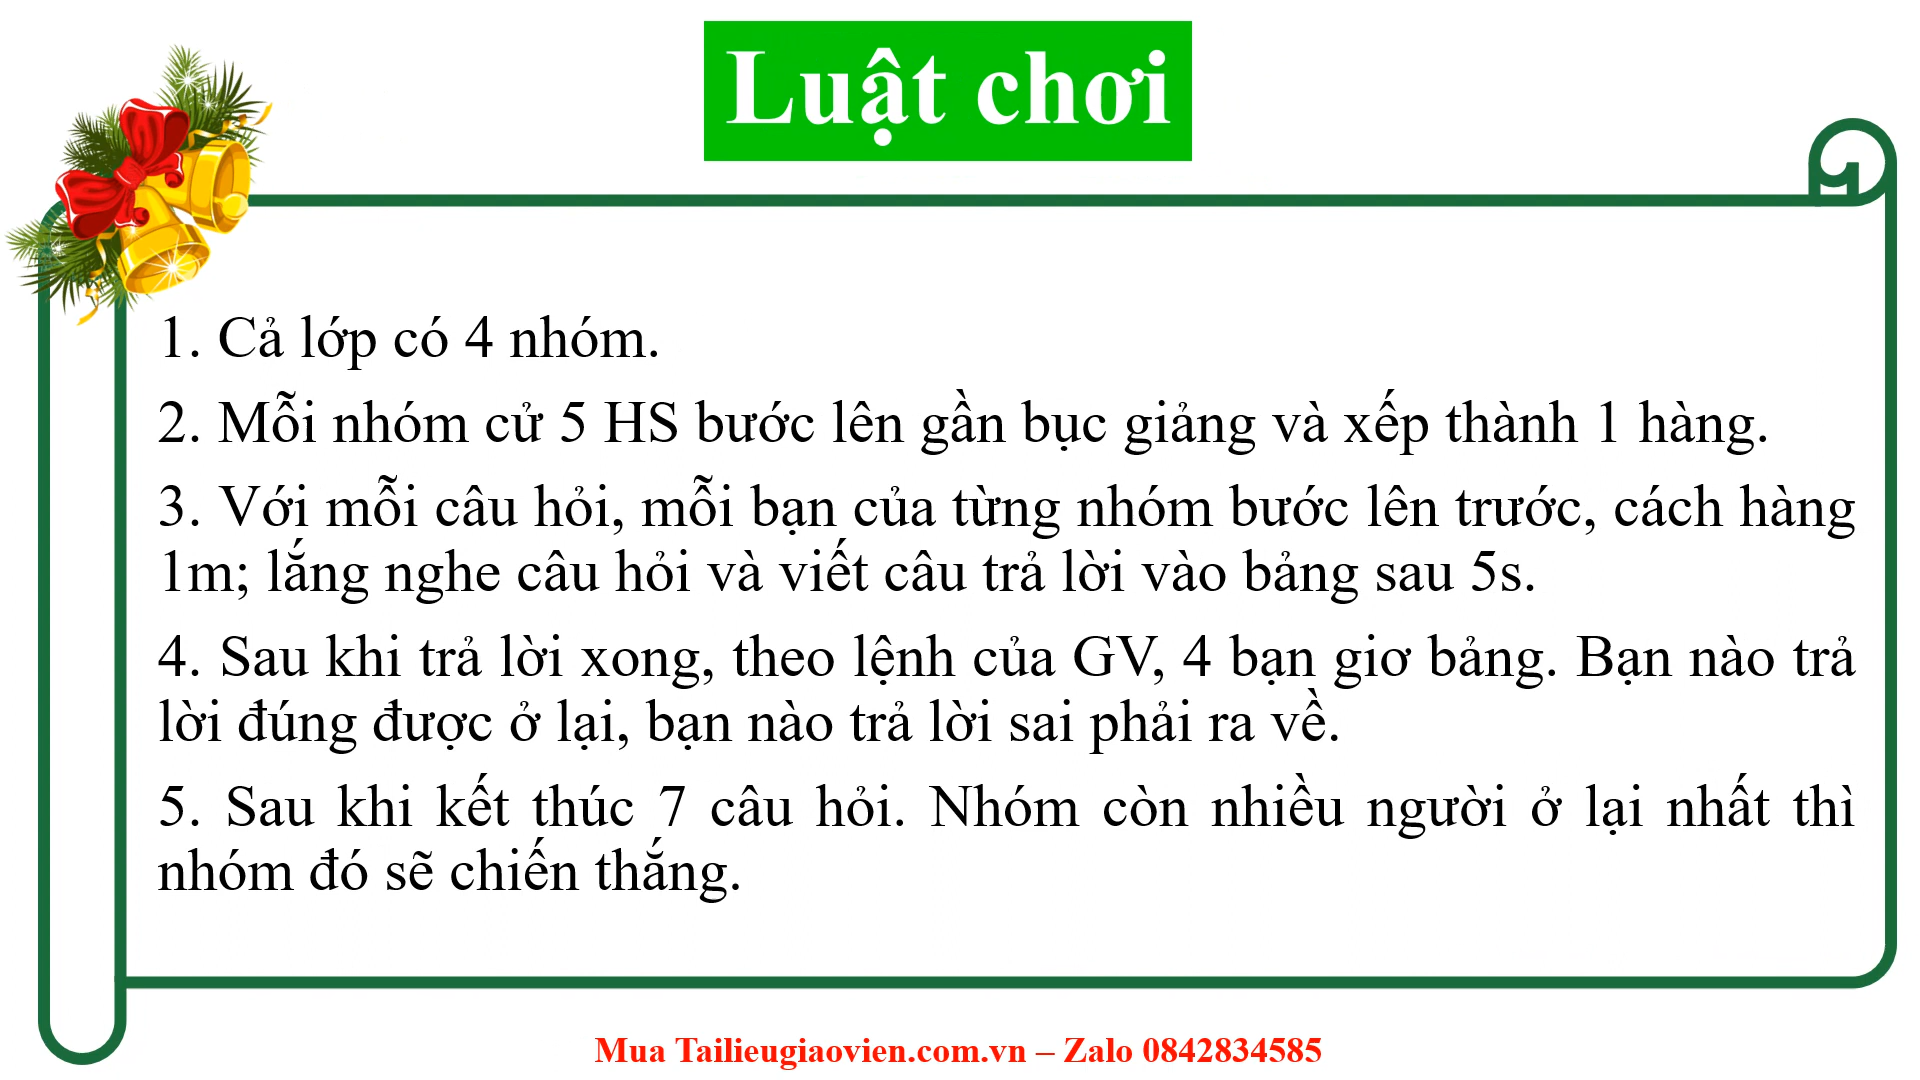 Luật chơi
1. Cả lớp có 4 nhóm.
2. Mỗi nhóm cử 5 HS bước lên gần bục giảng và xếp thành 1 hàng.
3. Với mỗi câu hỏi, mỗi bạn của từng nhóm bước lên trước, cách hàng
1m; lắng nghe câu hỏi và viết câu trả lời vào bảng sau 5s.
4. Sau khi trả lời xong, theo lệnh của GV, 4 bạn giơ bảng. Bạn nào trả
lời đúng được ở lại, bạn nào trả lời sai phải ra về.
5. Sau khi kết thúc 7 câu hỏi. Nhóm còn nhiều người ở lại nhất thì
nhóm đó sẽ chiến thắng.
Mua Tailieugiaovien.com.vn – Zalo 0842834585